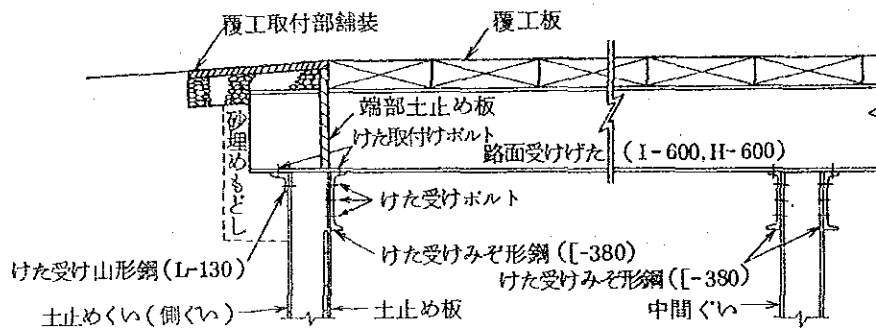 覆工取付部舗装
覆工板
端部土止め板
けた取付けボルト
路面受けげた (I-600, H-600)
砂埋めもどし
けた受けボルト
けた受け山形鋼(L-130)
けた受けみぞ形鋼([-380)
けた受けみぞ形鋼([-380)
土止めくい(側ぐい)
土止め板
中間ぐい